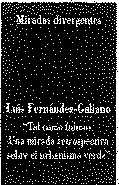 Miradas divergentes
Luis Fernández-Galiano
"Tal como fuimos.
Una mirada retrospectiva
sobre el urbanismo verde"